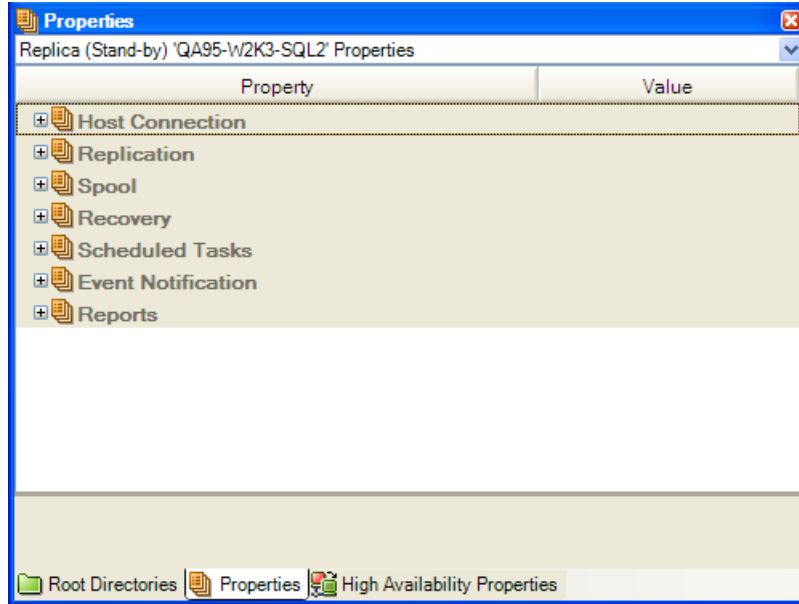 Properties
Replica (Stand-by) 'QA95-W2K3-SQL2' Properties
Property Value
Host Connection
Replication
Spool
Recovery
Scheduled Tasks
Event Notification
Reports
Root Directories Properties High Availability Properties